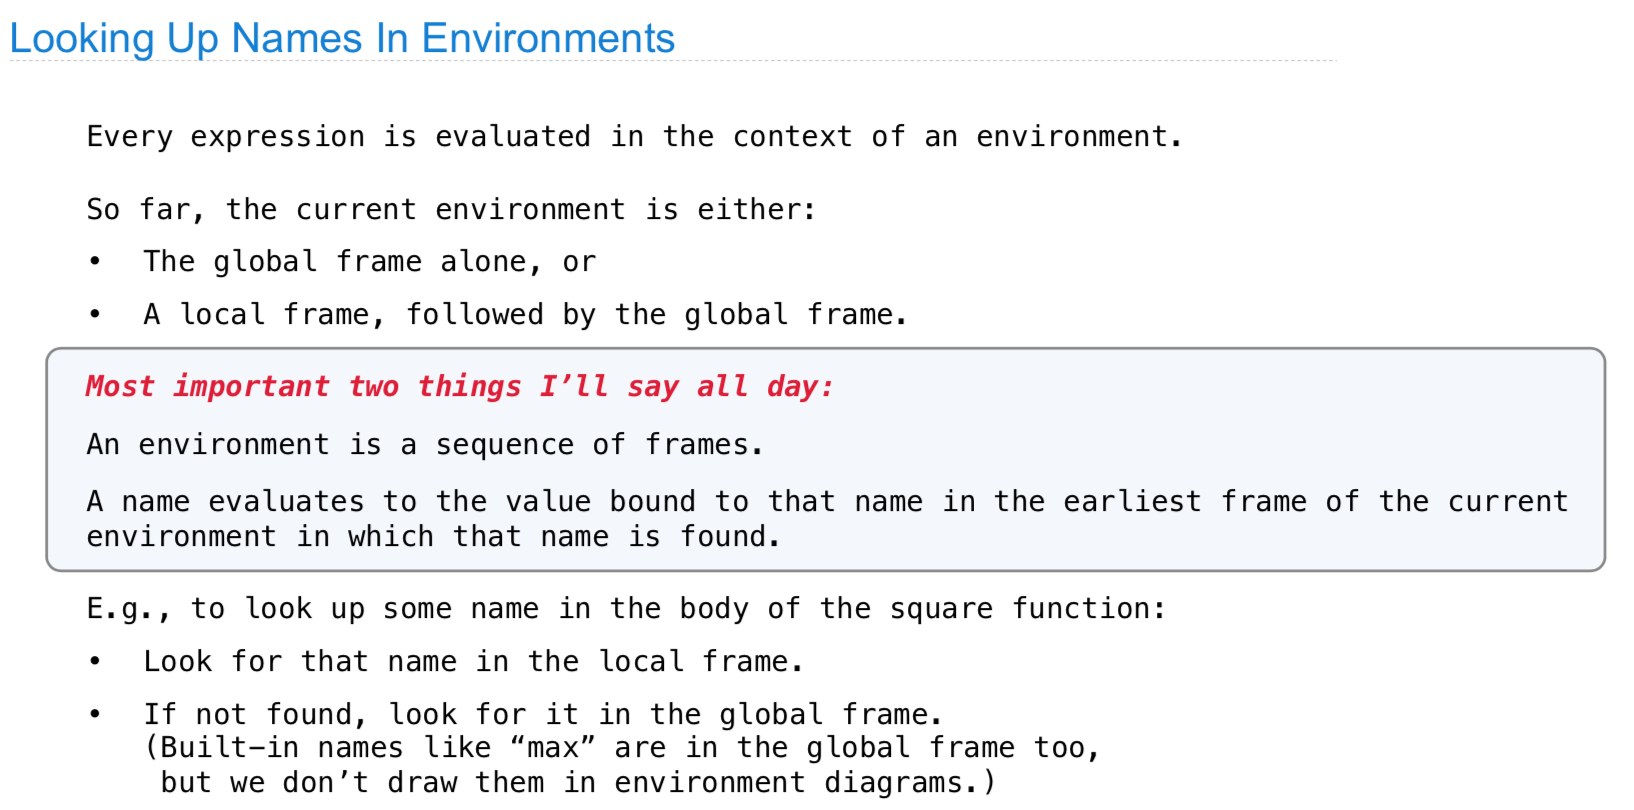 Looking Up Names In Environments
Every expression is evaluated in the context of an environment.
So far, the current environment is either:
• The global frame alone, or
• A local frame, followed by the global frame.
Most important two things I’ll say all day:
An environment is a sequence of frames.
A name evaluates to the value bound to that name in the earliest frame of the current
environment in which that name is found.
E.g., to look up some name in the body of the square function:
• Look for that name in the local frame.
• If not found, look for it in the global frame.
(Built–in names like “max” are in the global frame too,
but we don’t draw them in environment diagrams.)